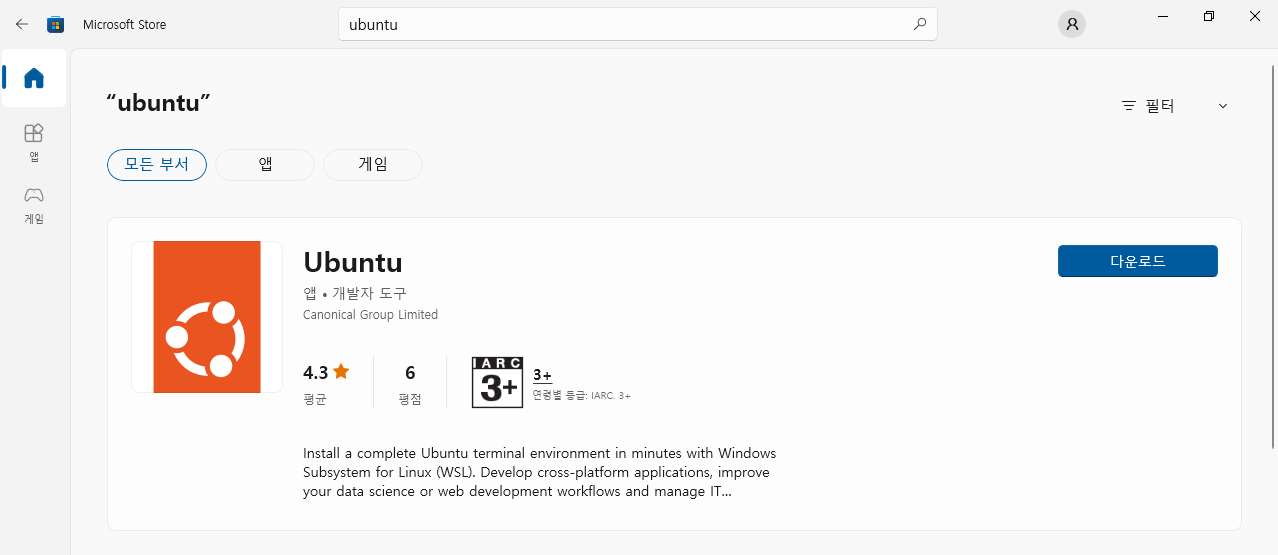 Microsoft Store
ubuntu
“ubuntu”
필터
모든 부서
앱
게임
앱
게임
Ubuntu
다운로드
앱 • 개발자 도구
Canonical Group Limited
4.3
평균
6
평점
IARC
3+
3+
연령별 등급: IARC. 3+
Install a complete Ubuntu terminal environment in minutes with Windows
Subsystem for Linux (WSL). Develop cross-platform applications, improve
your data science or web development workflows and manage IT...